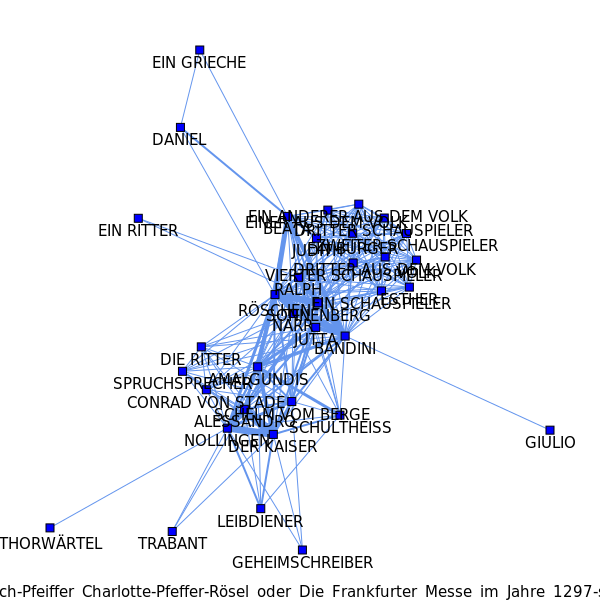 EIN GRIECHE
DANIEL
EIN ANDERER AUS DEM VOLK
EINER AUS DEM VOLK
BEATA
EIN RITTER
DRITTER SCHAUSPIELER
JUDITH
ZWEITER SCHAUSPIELER
DRITTER AUS DEM VOLK
VIERTER SCHAUSPIELER
RALPH
ESTHER
EIN SCHAUSPIELER
RÖSCHEN
SONNENBERG
NARR
JUTTA
BANDINI
DIE RITTER
AMALGUNDIS
SPRUCHSPRECHER
CONRAD VON STADE
SCHELM VOM BERGE
ALESSANDRO
SCHULTHEISS
NOLLINGEN
DER KAISER
GIULIO
LEIBDIENER
THORWÄRTEL
TRABANT
GEHEIMSCHREIBER
ch-Pfeiffer Charlotte-Pfeffer-Rösel oder Die Frankfurter Messe im Jahre 1297-s